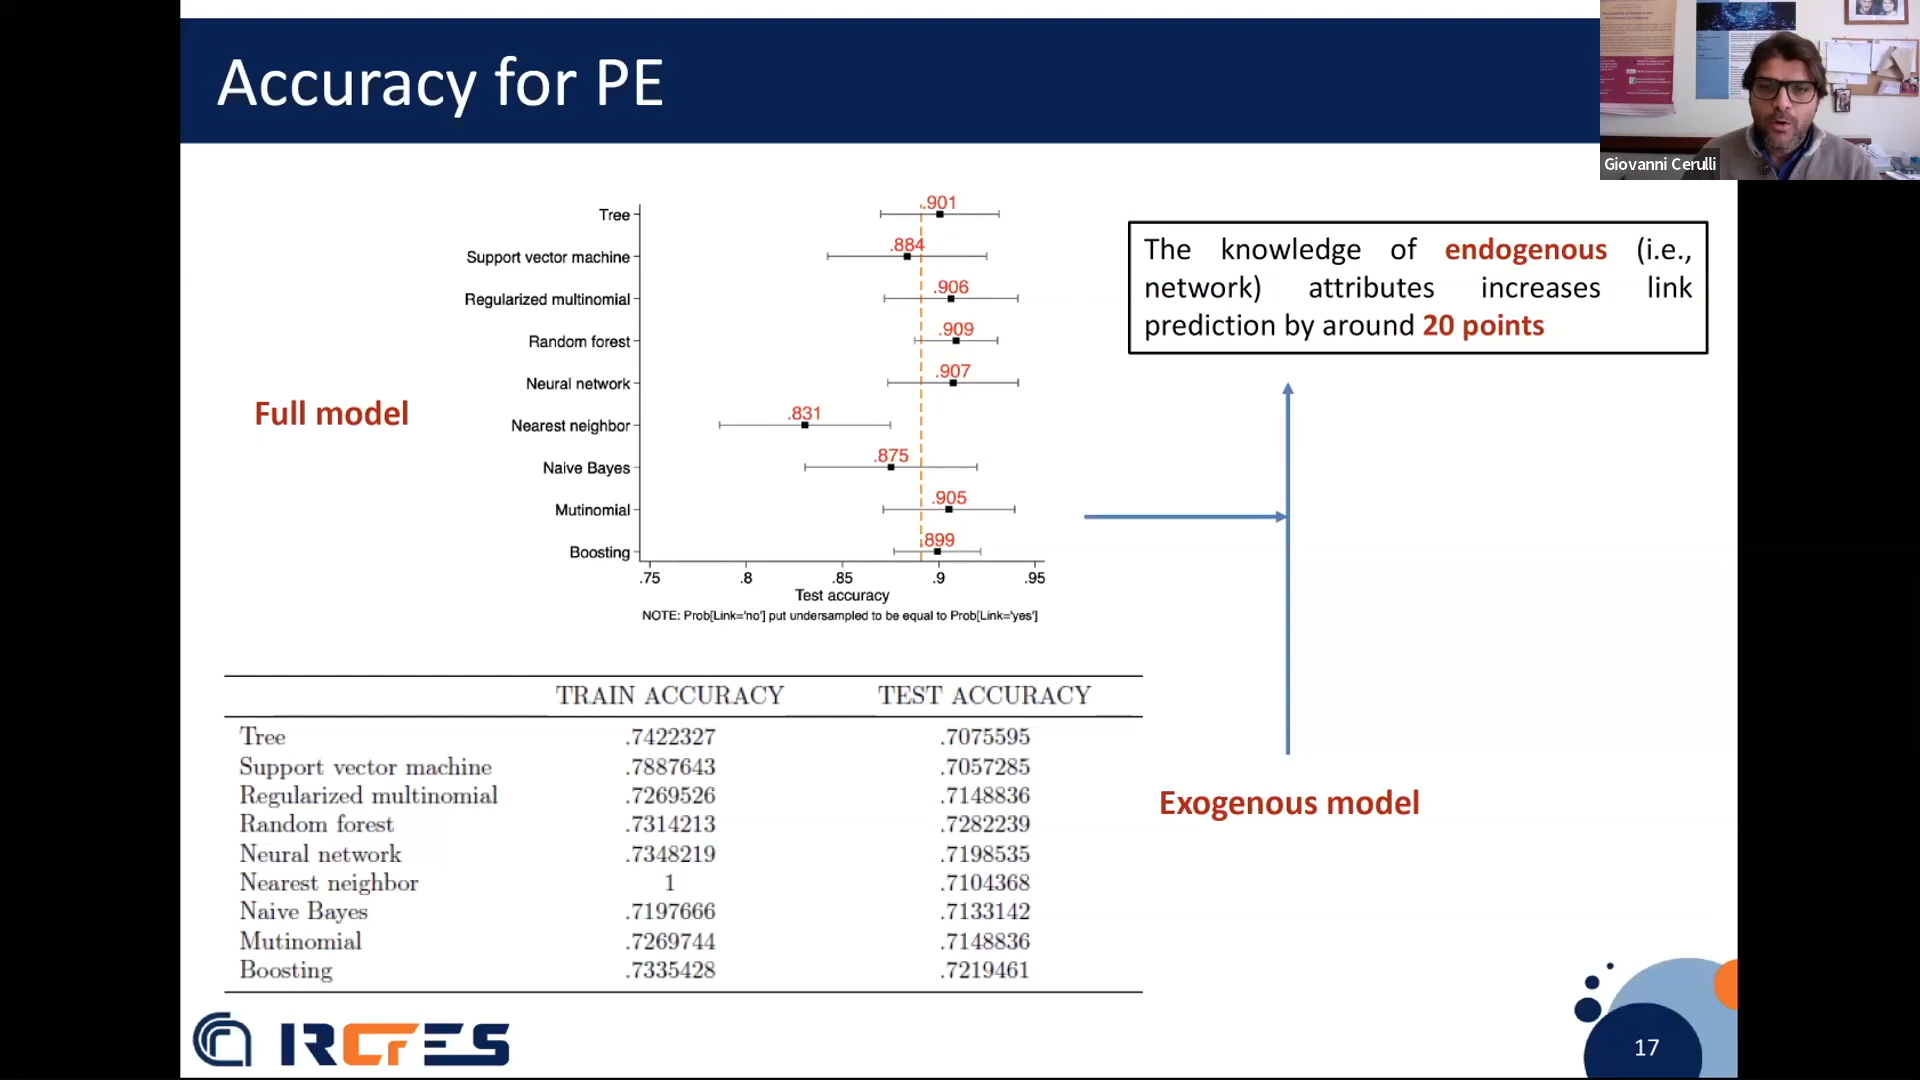 Accuracy for PE
Giovanni Cerulli
Tree .901
Support vector machine .884
Regularized multinomial .906
Random forest .909
Neural network .907
Nearest neighbor .831
Naive Bayes .875
Mutinomial .905
Boosting .899
.75 .8 .85 .9 .95
Test accuracy
NOTE: Prob[Link='no'] put undersampled to be equal to Prob[Link='yes']
Full model
The knowledge of endogenous (i.e.,
network) attributes increases link
prediction by around 20 points
TRAIN ACCURACY TEST ACCURACY
Tree .7422327 .7075595
Support vector machine .7887643 .7057285
Regularized multinomial .7269526 .7148836
Random forest .7314213 .7282239
Neural network .7348219 .7198535
Nearest neighbor 1 .7104368
Naive Bayes .7197666 .7133142
Mutinomial .7269744 .7148836
Boosting .7335428 .7219461
Exogenous model
IRCrES
17